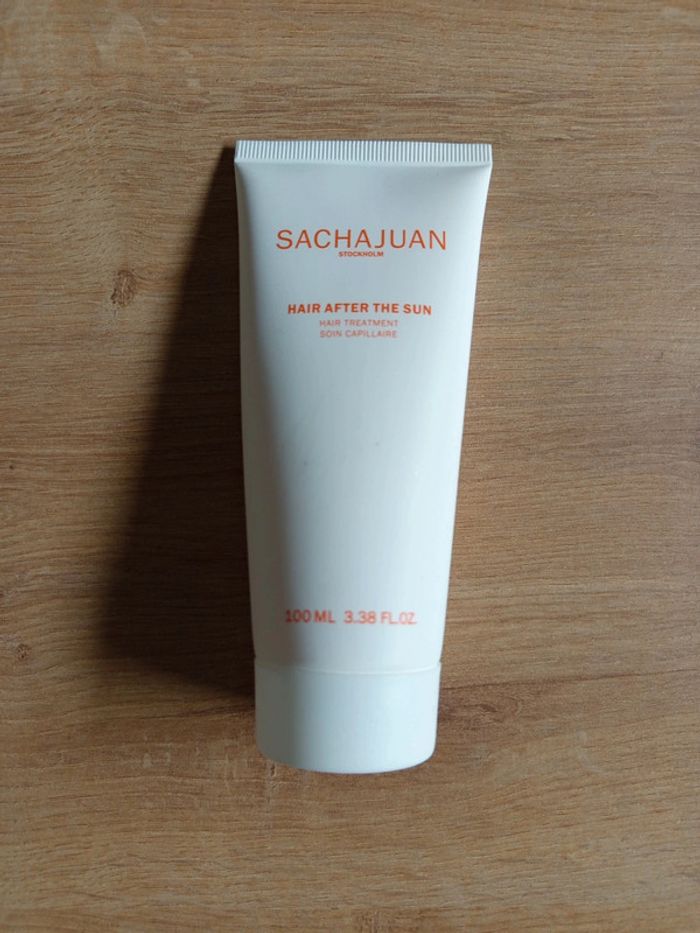 SACHAJUAN
STOCKHOLM
HAIR AFTER THE SUN
HAIR TREATMENT
SOIN CAPILLAIRE
100 ML 3.38 FL.OZ.